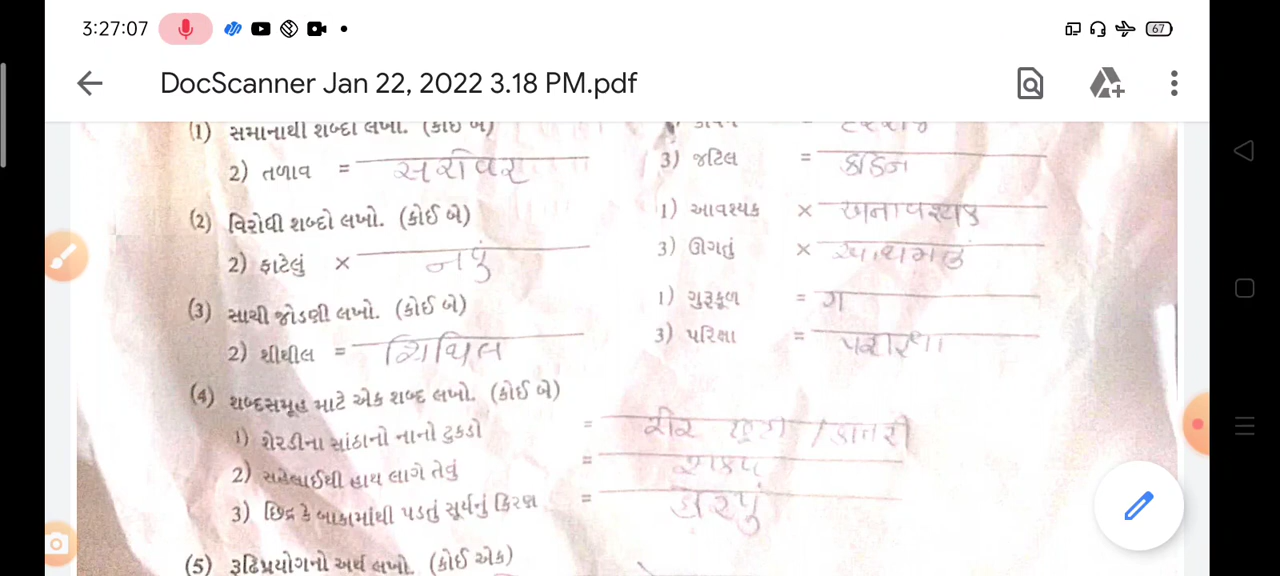 3:27:07 67
DocScanner Jan 22, 2022 3.18 PM.pdf
(1) સમાનાર્થી શબ્દો લખો. (કોઈ બે)
2) તળાવ = સરોવર 3) જટિલ = કઠિન
(2) વિરોધી શબ્દો લખો. (કોઈ બે) 1) આવશ્યક × અનાવશ્યક
2) ફાટેલું × નવું 3) ઊગતું × આથમતું
(3) સાચી જોડણી લખો. (કોઈ બે) 1) ગુરૂકૂળ = ગ
2) શીથીલ = શિથિલ 3) પરિક્ષા =
(4) શબ્દસમૂહ માટે એક શબ્દ લખો. (કોઈ બે)
1) શેરડીના સાંઠાનો નાનો ટુકડો = / કાતરી
2) સહેલાઈથી હાથ લાગે તેવું =
3) છિદ્ર કે બાકામાંથી પડતું સૂર્યનું કિરણ =
(5) રૂઢિપ્રયોગનો અર્થ લખો. (કોઈ એક)